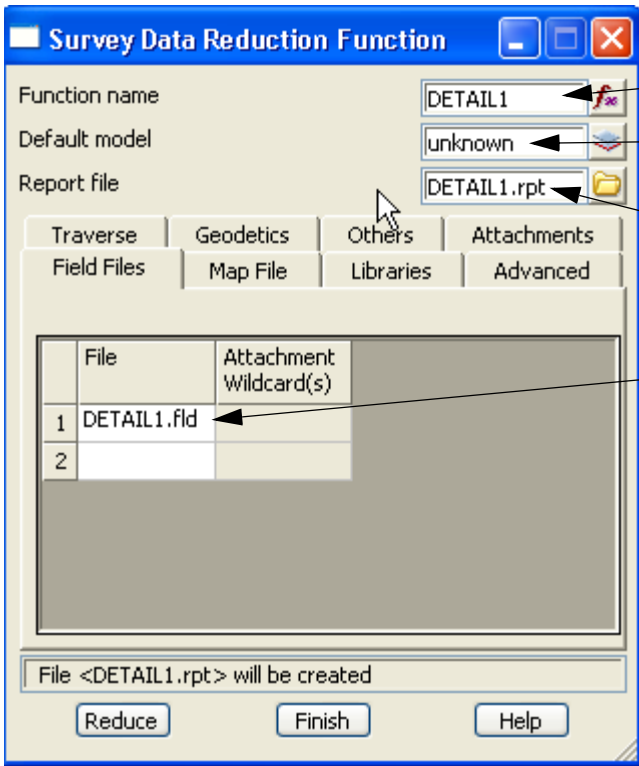 Survey Data Reduction Function
Function name DETAIL1
Default model unknown
Report file DETAIL1.rpt
Traverse Geodetics Others Attachments
Field Files Map File Libraries Advanced
File Attachment
Wildcard(s)
1 DETAIL1.fld
2
File <DETAIL1.rpt> will be created
Reduce Finish Help